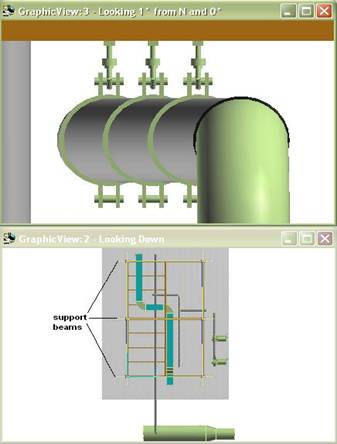 GraphicView: 3 - Looking 1° from N and 0°
GraphicView: 2 - Looking Down
support
beams